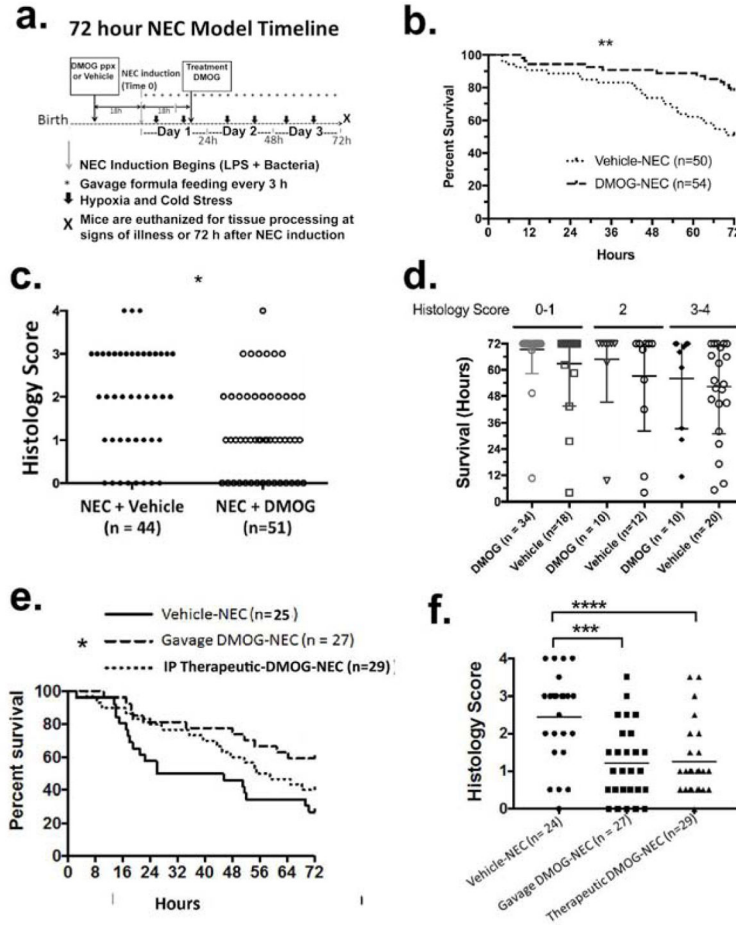 a.
72 hour NEC Model Timeline
DMOG ppx
or Vehicle
NEC induction
(Time 0)
Treatment
DMOG
18h
18h
Birth
Day 1
Day 2
Day 3
X
24h
48h
72h
NEC Induction Begins (LPS + Bacteria)
Gavage formula feeding every 3 h
Hypoxia and Cold Stress
X Mice are euthanized for tissue processing at
signs of illness or 72 h after NEC induction
b.
**
Percent Survival
100
80
60
40
20
0
Vehicle-NEC (n=50)
DMOG-NEC (n=54)
0 12 24 36 48 60 72
Hours
c.
*
Histology Score
4
3
2
1
0
NEC + Vehicle
(n = 44)
NEC + DMOG
(n=51)
d.
Histology Score 0-1 2 3-4
Survival (Hours)
72
60
48
36
24
12
0
DMOG (n = 34)
Vehicle (n=18)
DMOG (n = 10)
Vehicle (n=12)
DMOG (n = 10)
Vehicle (n= 20)
e.
*
Vehicle-NEC (n=25)
Gavage DMOG-NEC (n = 27)
IP Therapeutic-DMOG-NEC (n=29)
Percent survival
100
80
60
40
20
0
0 8 16 24 32 40 48 56 64 72
Hours
f.
****
***
Histology Score
4
3
2
1
0
Vehicle-NEC (n= 24)
Gavage DMOG-NEC (n = 27)
Therapeutic DMOG-NEC (n=29)